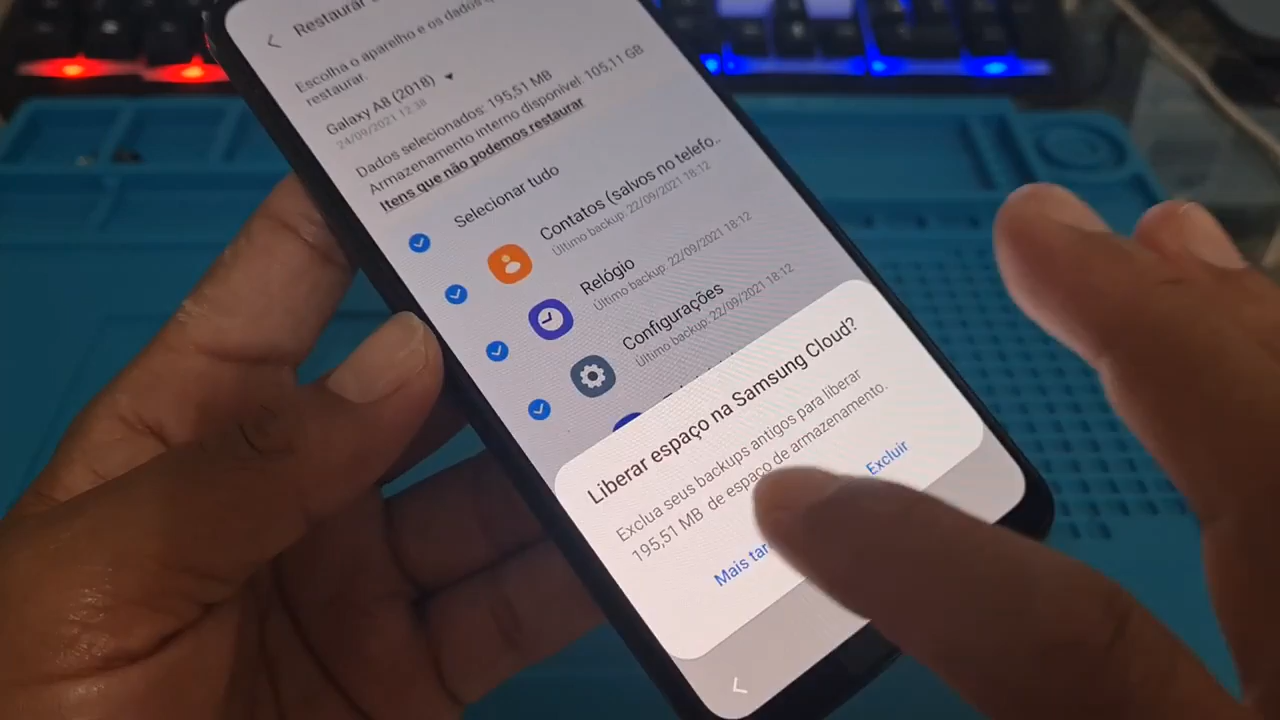 Restaurar
Escolha o aparelho e os dados
restaurar.
Galaxy A8 (2018)
24/09/2021 12:38
Dados selecionados: 195,51 MB
Armazenamento interno disponível: 105,11 GB
Itens que não podemos restaurar
Selecionar tudo
Contatos (salvos no telefo..
Último backup: 22/09/2021 18:12
Relógio
Último backup: 22/09/2021 18:12
Configurações
Último backup: 22/09/2021 18:12
Liberar espaço na Samsung Cloud?
Exclua seus backups antigos para liberar
195,51 MB de espaço de armazenamento.
Mais tar
Excluir